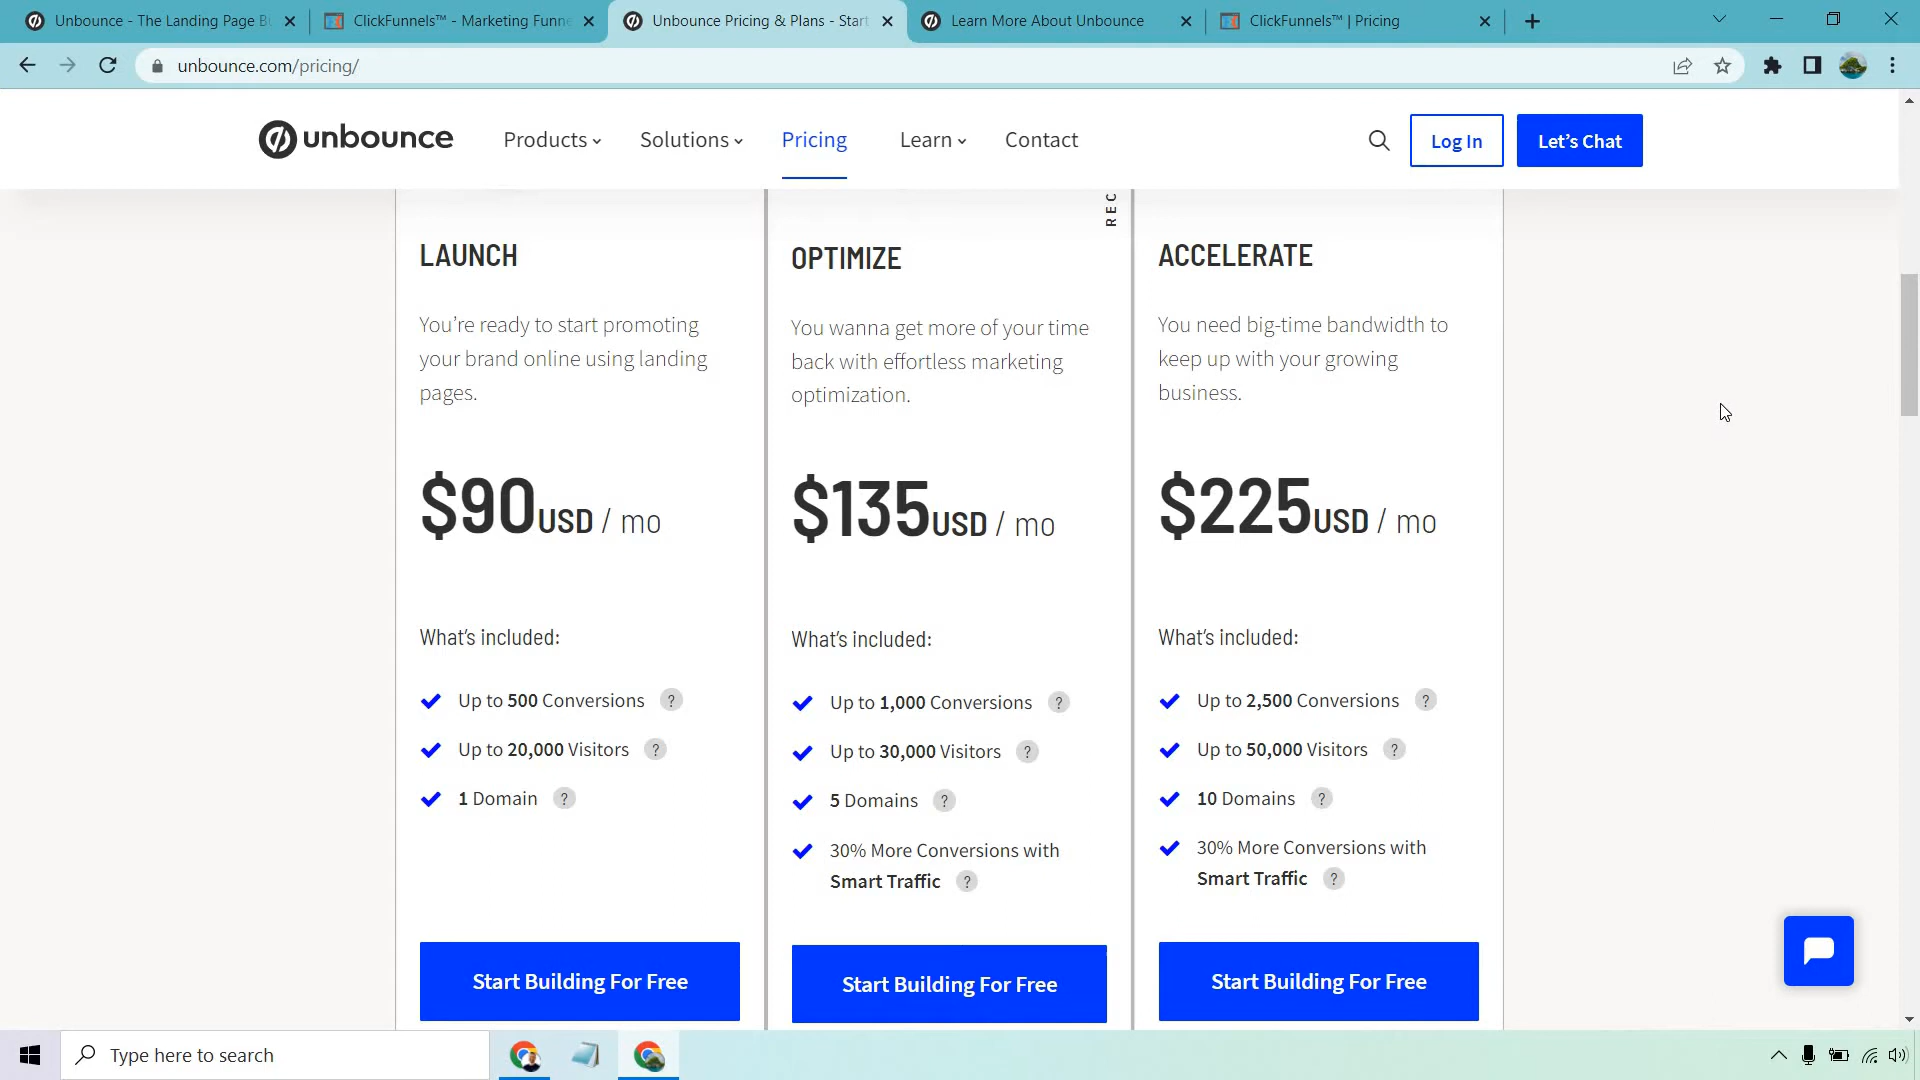 Unbounce - The Landing Page B
ClickFunnels™ - Marketing Funne
Unbounce Pricing & Plans - Start
Learn More About Unbounce
ClickFunnels™ | Pricing
unbounce.com/pricing/
unbounce
Products
Solutions
Pricing
Learn
Contact
Log In
Let's Chat
REC
LAUNCH
You're ready to start promoting
your brand online using landing
pages.
$90USD / mo
What's included:
Up to 500 Conversions ?
Up to 20,000 Visitors ?
1 Domain ?
Start Building For Free
OPTIMIZE
You wanna get more of your time
back with effortless marketing
optimization.
$135USD / mo
What's included:
Up to 1,000 Conversions ?
Up to 30,000 Visitors ?
5 Domains ?
30% More Conversions with
Smart Traffic ?
Start Building For Free
ACCELERATE
You need big-time bandwidth to
keep up with your growing
business.
$225USD / mo
What's included:
Up to 2,500 Conversions ?
Up to 50,000 Visitors ?
10 Domains ?
30% More Conversions with
Smart Traffic ?
Start Building For Free
Type here to search